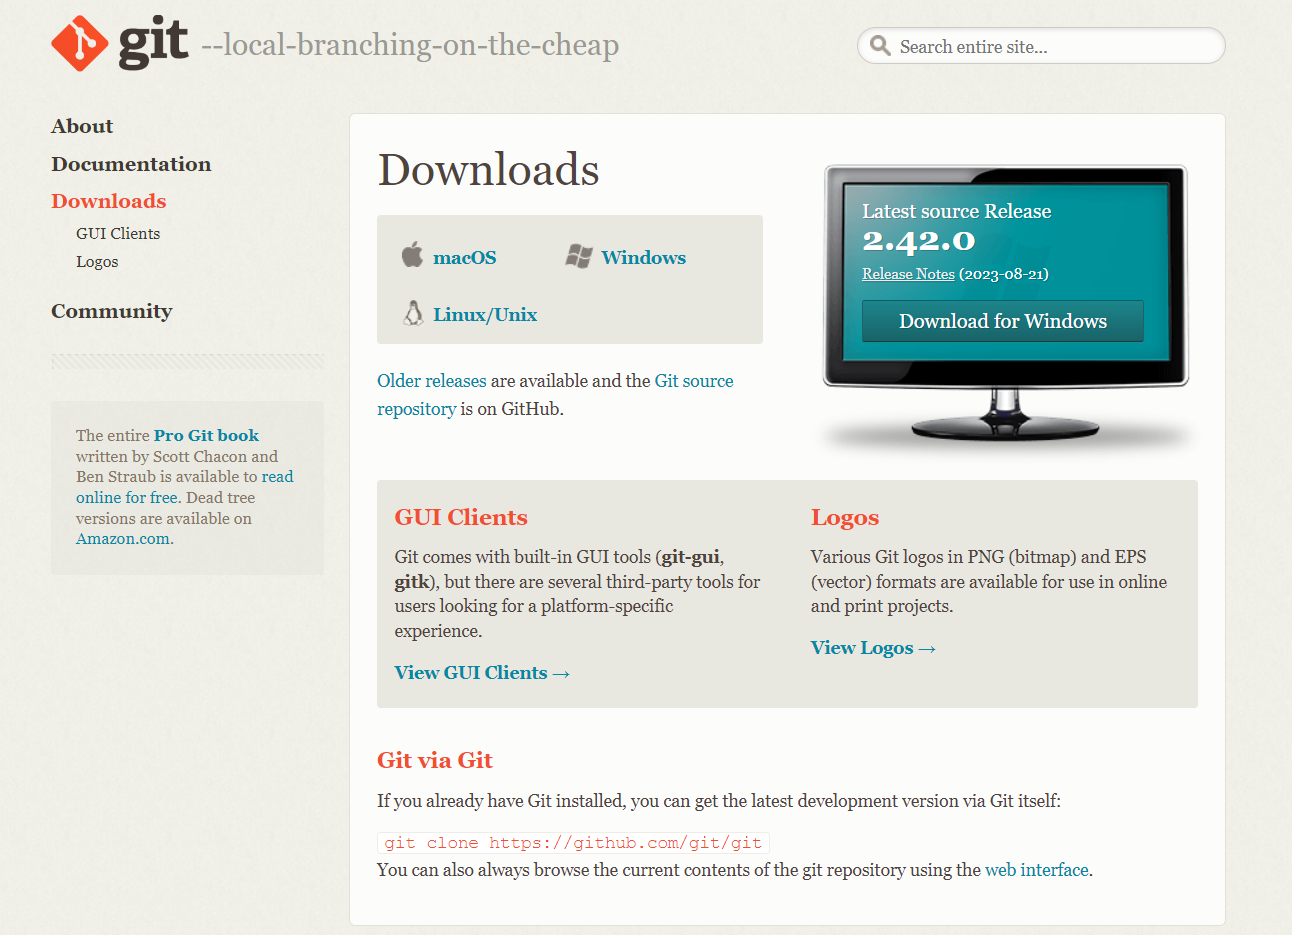 git --local-branching-on-the-cheap
Search entire site...
About
Documentation
Downloads
GUI Clients
Logos
Community
The entire Pro Git book
written by Scott Chacon and
Ben Straub is available to read
online for free. Dead tree
versions are available on
Amazon.com.
Downloads
macOS
Windows
Linux/Unix
Older releases are available and the Git source
repository is on GitHub.
Latest source Release
2.42.0
Release Notes (2023-08-21)
Download for Windows
GUI Clients
Git comes with built-in GUI tools (git-gui,
gitk), but there are several third-party tools for
users looking for a platform-specific
experience.
View GUI Clients →
Logos
Various Git logos in PNG (bitmap) and EPS
(vector) formats are available for use in online
and print projects.
View Logos →
Git via Git
If you already have Git installed, you can get the latest development version via Git itself:
git clone https://github.com/git/git
You can also always browse the current contents of the git repository using the web interface.